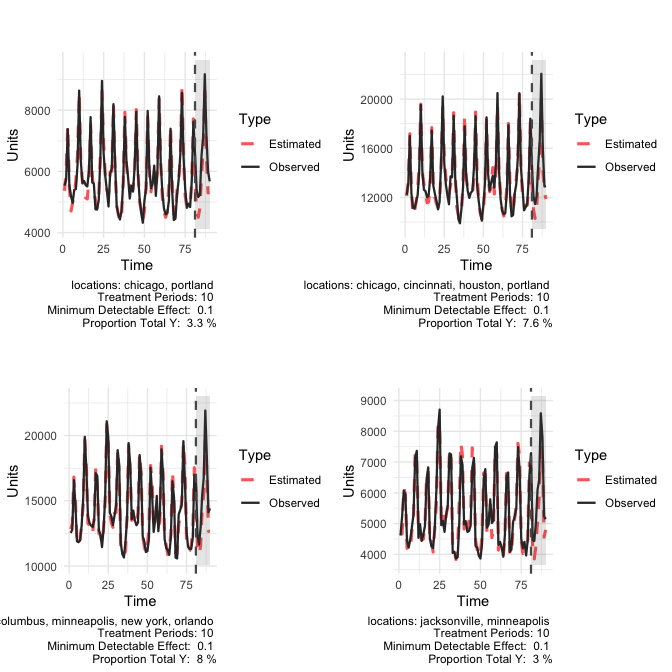 Units
8000
6000
4000
0 25 50 75
Time
Type
Estimated
Observed
locations: chicago, portland
Treatment Periods: 10
Minimum Detectable Effect: 0.1
Proportion Total Y: 3.3 %
Units
20000
16000
12000
0 25 50 75
Time
Type
Estimated
Observed
locations: chicago, cincinnati, houston, portland
Treatment Periods: 10
Minimum Detectable Effect: 0.1
Proportion Total Y: 7.6 %
Units
20000
15000
10000
0 25 50 75
Time
Type
Estimated
Observed
columbus, minneapolis, new york, orlando
Treatment Periods: 10
Minimum Detectable Effect: 0.1
Proportion Total Y: 8 %
Units
9000
8000
7000
6000
5000
4000
0 25 50 75
Time
Type
Estimated
Observed
locations: jacksonville, minneapolis
Treatment Periods: 10
Minimum Detectable Effect: 0.1
Proportion Total Y: 3 %